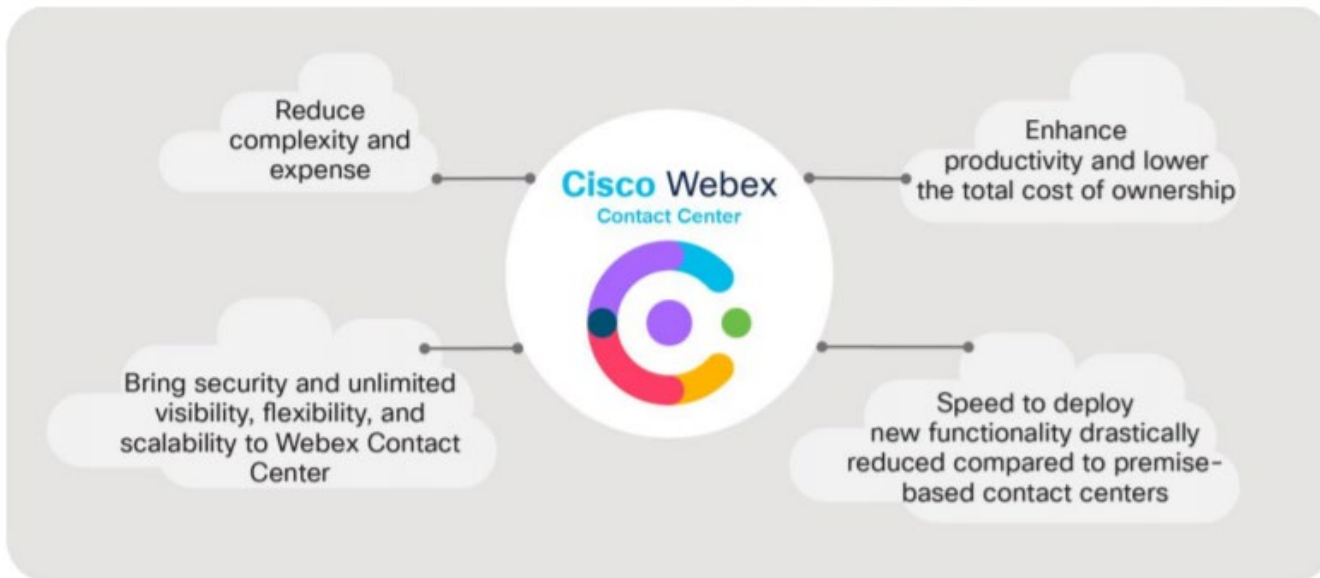 Reduce
complexity and
expense
Enhance
productivity and lower
the total cost of ownership
Cisco Webex
Contact Center
Bring security and unlimited
visibility, flexibility, and
scalability to Webex Contact
Center
Speed to deploy
new functionality drastically
reduced compared to premise-
based contact centers